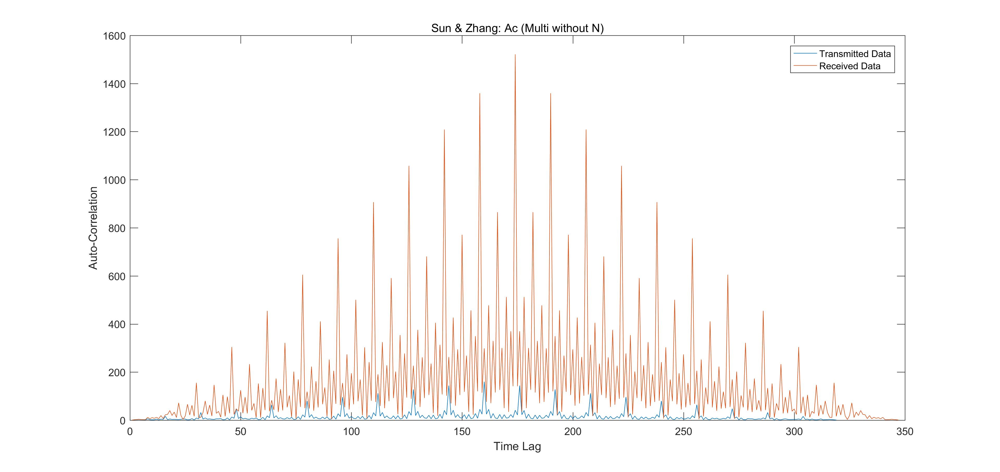 Sun & Zhang: Ac (Multi without N)
1600
1400
1200
1000
800
600
400
200
0
Auto-Correlation
Transmitted Data
Received Data
0 50 100 150 200 250 300 350
Time Lag